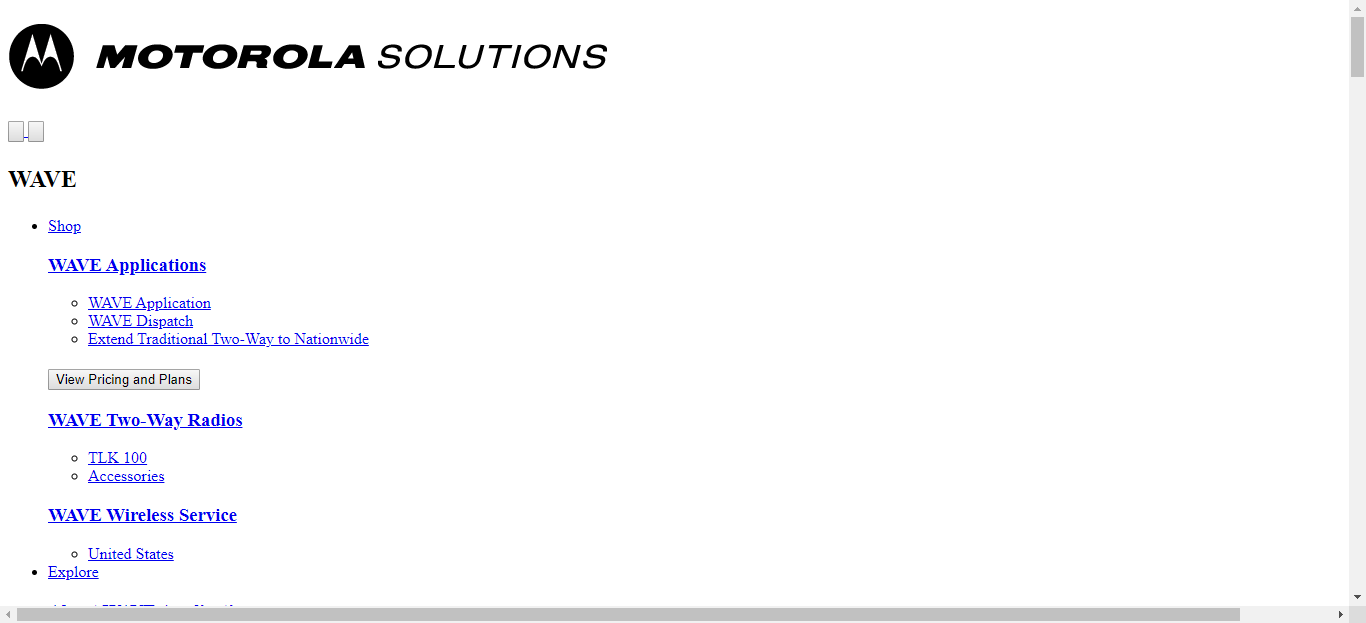 MOTOROLA SOLUTIONS
WAVE
Shop
WAVE Applications
WAVE Application
WAVE Dispatch
Extend Traditional Two-Way to Nationwide
View Pricing and Plans
WAVE Two-Way Radios
TLK 100
Accessories
WAVE Wireless Service
United States
Explore